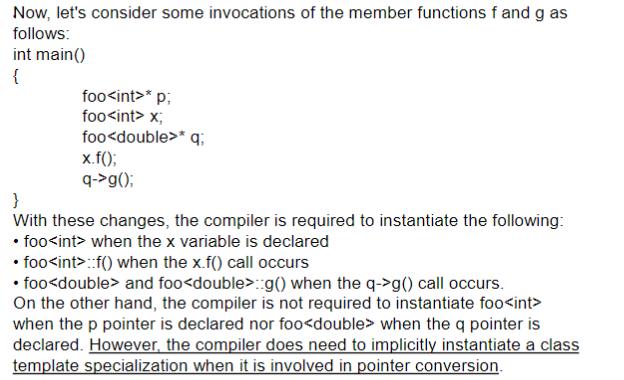 Now, let's consider some invocations of the member functions f and g as
follows:
int main()
{
foo<int>* p;
foo<int> x;
foo<double>* q;
x.f();
q->g();
}
With these changes, the compiler is required to instantiate the following:
• foo<int> when the x variable is declared
• foo<int>::f() when the x.f() call occurs
• foo<double> and foo<double>::g() when the q->g() call occurs.
On the other hand, the compiler is not required to instantiate foo<int>
when the p pointer is declared nor foo<double> when the q pointer is
declared. However, the compiler does need to implicitly instantiate a class
template specialization when it is involved in pointer conversion.